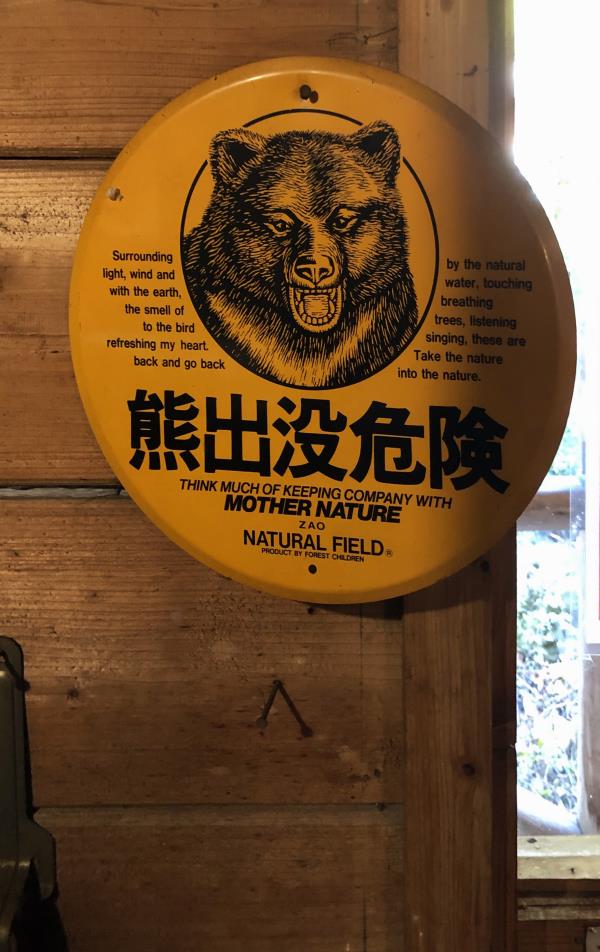 Surrounding
light, wind and
with the earth,
the smell of
to the bird
refreshing my heart.
back and go back
by the natural
water, touching
breathing
trees, listening
singing, these are
Take the nature
into the nature.
熊出没危険
THINK MUCH OF KEEPING COMPANY WITH
MOTHER NATURE
ZAO
NATURAL FIELD®
PRODUCT BY FOREST CHILDREN